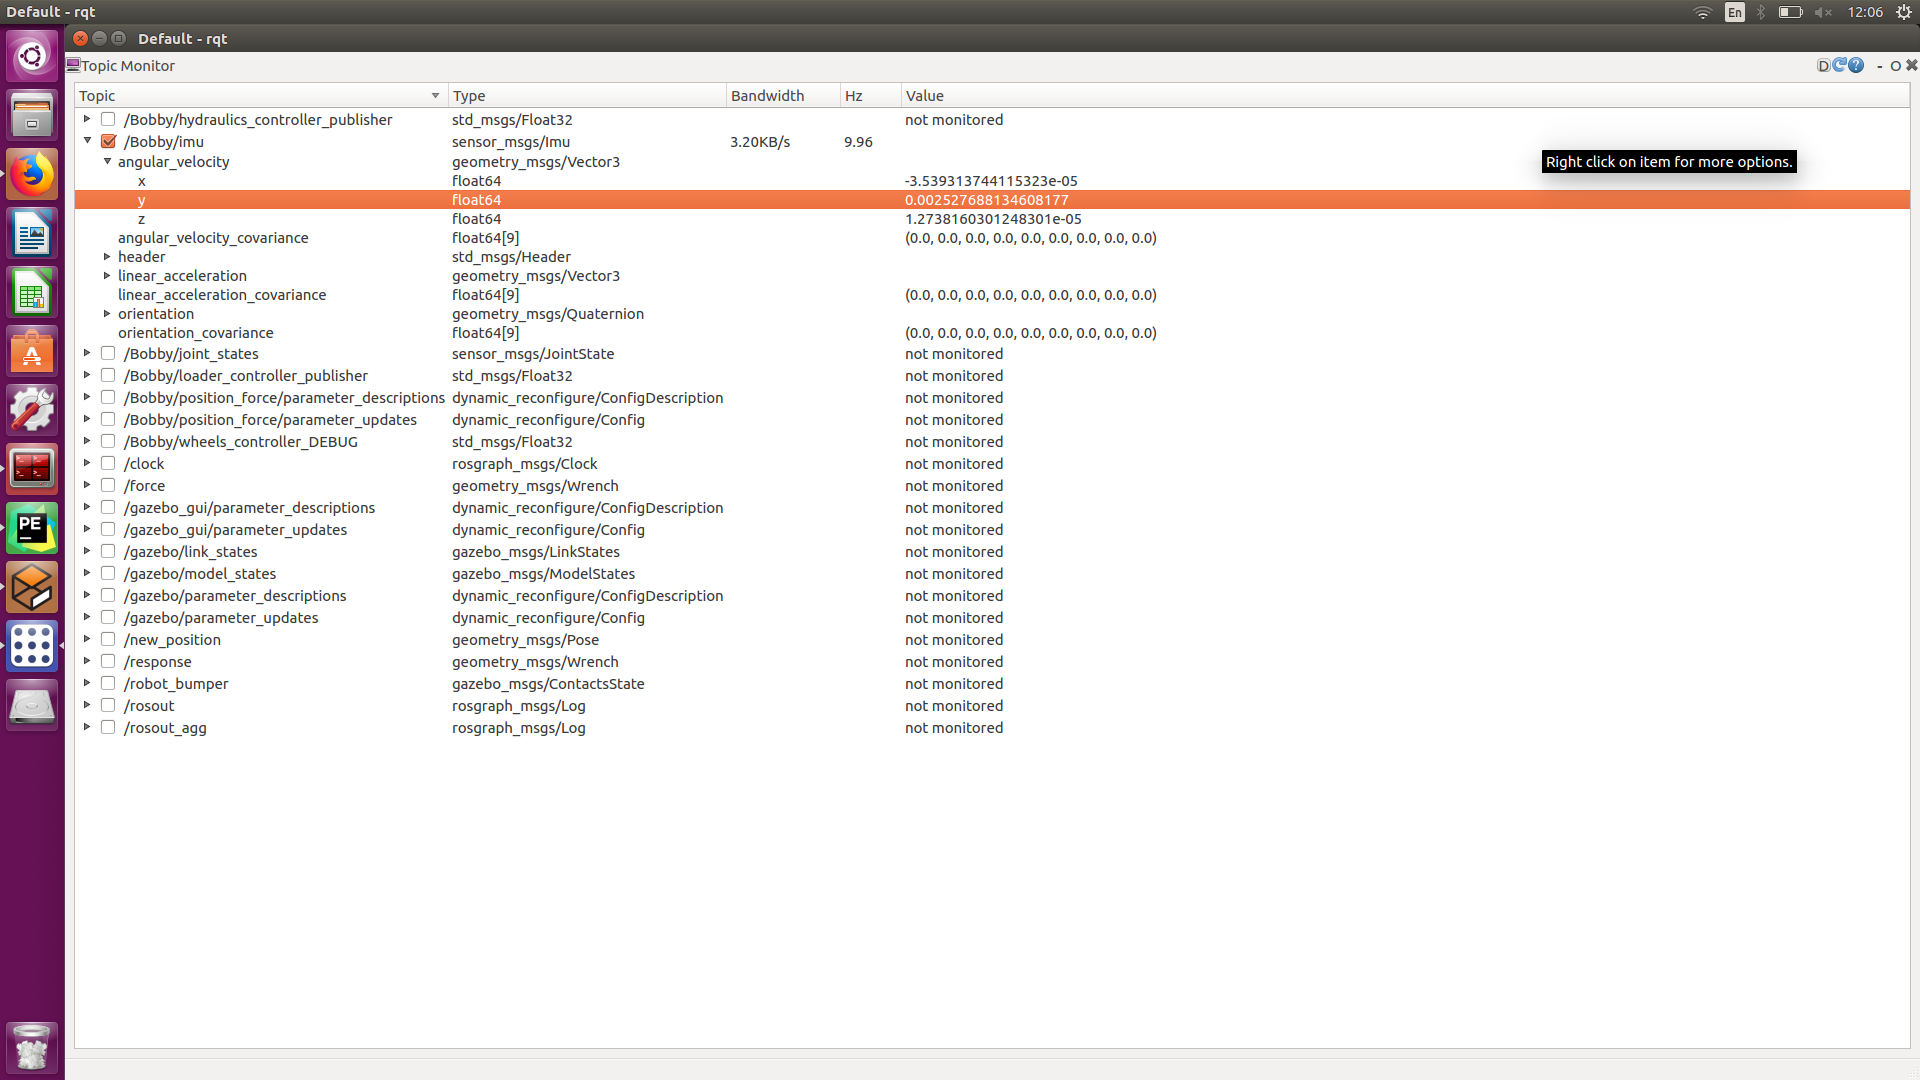 Default - rqt
En
12:06
Default - rqt
Topic Monitor
D ? - O
Topic Type Bandwidth Hz Value
/Bobby/hydraulics_controller_publisher std_msgs/Float32 not monitored
/Bobby/imu sensor_msgs/Imu 3.20KB/s 9.96
angular_velocity geometry_msgs/Vector3
Right click on item for more options.
x float64 -3.539313744115323e-05
y float64 0.002527688134608177
z float64 1.2738160301248301e-05
angular_velocity_covariance float64[9] (0.0, 0.0, 0.0, 0.0, 0.0, 0.0, 0.0, 0.0, 0.0)
header std_msgs/Header
linear_acceleration geometry_msgs/Vector3
linear_acceleration_covariance float64[9] (0.0, 0.0, 0.0, 0.0, 0.0, 0.0, 0.0, 0.0, 0.0)
orientation geometry_msgs/Quaternion
orientation_covariance float64[9] (0.0, 0.0, 0.0, 0.0, 0.0, 0.0, 0.0, 0.0, 0.0)
/Bobby/joint_states sensor_msgs/JointState not monitored
/Bobby/loader_controller_publisher std_msgs/Float32 not monitored
/Bobby/position_force/parameter_descriptions dynamic_reconfigure/ConfigDescription not monitored
/Bobby/position_force/parameter_updates dynamic_reconfigure/Config not monitored
/Bobby/wheels_controller_DEBUG std_msgs/Float32 not monitored
/clock rosgraph_msgs/Clock not monitored
/force geometry_msgs/Wrench not monitored
/gazebo_gui/parameter_descriptions dynamic_reconfigure/ConfigDescription not monitored
/gazebo_gui/parameter_updates dynamic_reconfigure/Config not monitored
/gazebo/link_states gazebo_msgs/LinkStates not monitored
/gazebo/model_states gazebo_msgs/ModelStates not monitored
/gazebo/parameter_descriptions dynamic_reconfigure/ConfigDescription not monitored
/gazebo/parameter_updates dynamic_reconfigure/Config not monitored
/new_position geometry_msgs/Pose not monitored
/response geometry_msgs/Wrench not monitored
/robot_bumper gazebo_msgs/ContactsState not monitored
/rosout rosgraph_msgs/Log not monitored
/rosout_agg rosgraph_msgs/Log not monitored
PE